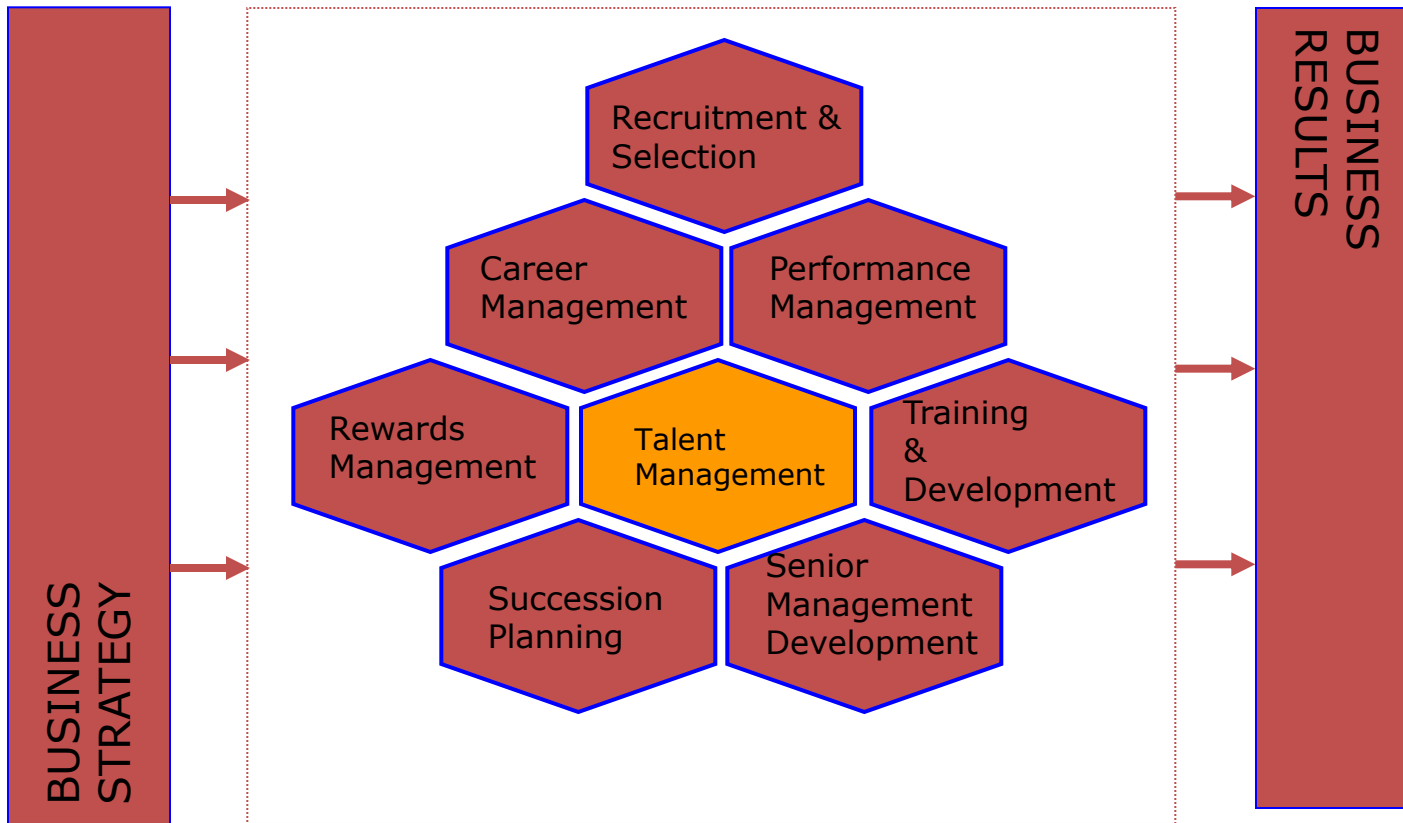 BUSINESS
STRATEGY
Recruitment &
Selection
Career
Management
Performance
Management
Rewards
Management
Talent
Management
Training
&
Development
Succession
Planning
Senior
Management
Development
BUSINESS
RESULTS